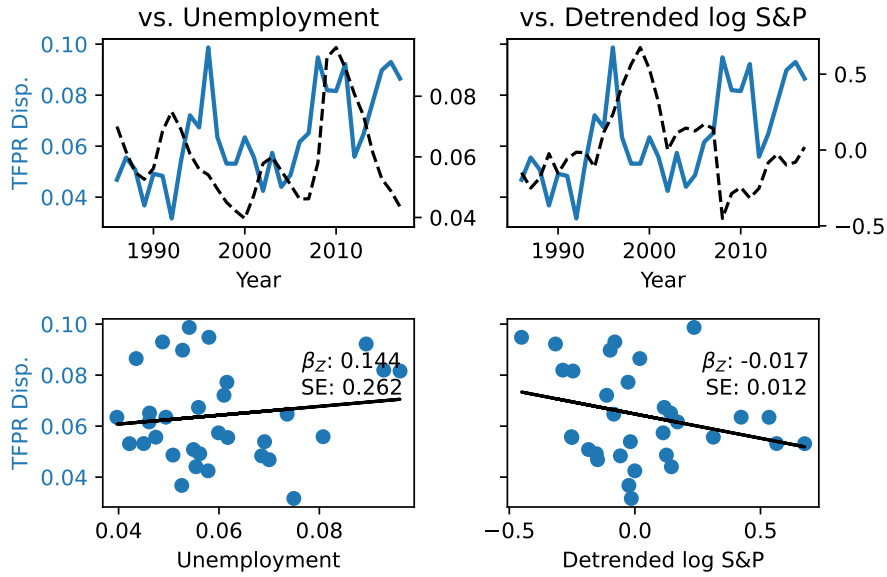 vs. Unemployment
vs. Detrended log S&P
TFPR Disp.
0.10
0.08
0.06
0.04
0.08
0.06
0.04
1990
2000
2010
Year
0.5
0.0
−0.5
1990
2000
2010
Year
TFPR Disp.
0.10
0.08
0.06
0.04
βZ: 0.144
SE: 0.262
0.04
0.06
0.08
Unemployment
βZ: -0.017
SE: 0.012
−0.5
0.0
0.5
Detrended log S&P